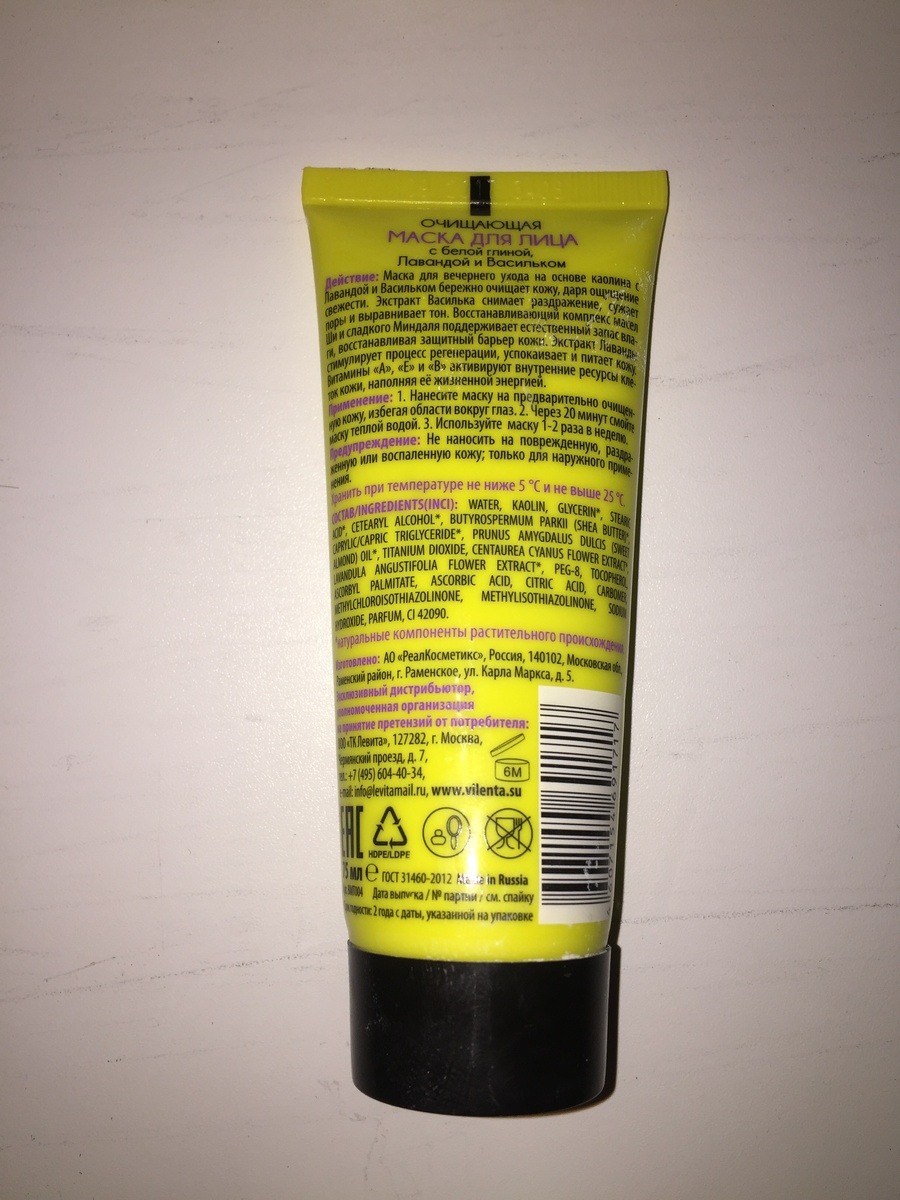 ОЧИЩАЮЩАЯ
МАСКА ДЛЯ ЛИЦА
с белой глиной,
Лавандой и Васильком
Действие: Маска для вечернего ухода на основе каолина с
Лавандой и Васильком бережно очищает кожу, даря ощущение
свежести. Экстракт Василька снимает раздражение, сужает
поры и выравнивает тон. Восстанавливающий комплекс масел
Ши и сладкого Миндаля поддерживает естественный запас вла-
ги, восстанавливая защитный барьер кожи. Экстракт Лаванды
стимулирует процесс регенерации, успокаивает и питает кожу.
Витамины «А», «Е» и «В» активируют внутренние ресурсы кле-
ток кожи, наполняя её жизненной энергией.
Применение: 1. Нанесите маску на предварительно очищен-
ную кожу, избегая области вокруг глаз. 2. Через 20 минут смойте
маску теплой водой. 3. Используйте маску 1-2 раза в неделю.
Предупреждение: Не наносить на поврежденную, раздра-
женную или воспаленную кожу; только для наружного приме-
нения.
Хранить при температуре не ниже 5 °С и не выше 25 °С.
СОСТАВ/INGREDIENTS(INCI): WATER, KAOLIN, GLYCERIN*, STEARIC
ACID*, CETEARYL ALCOHOL*, BUTYROSPERMUM PARKII (SHEA BUTTER)*,
CAPRYLIC/CAPRIC TRIGLYCERIDE*, PRUNUS AMYGDALUS DULCIS (SWEET
ALMOND) OIL*, TITANIUM DIOXIDE, CENTAUREA CYANUS FLOWER EXTRACT*,
LAVANDULA ANGUSTIFOLIA FLOWER EXTRACT*, PEG-8, TOCOPHEROL,
ASCORBYL PALMITATE, ASCORBIC ACID, CITRIC ACID, CARBOMER,
METHYLCHLOROISOTHIAZOLINONE, METHYLISOTHIAZOLINONE, SODIUM
HYDROXIDE, PARFUM, CI 42090.
*натуральные компоненты растительного происхождения
Изготовлено: АО «РеалКосметикс», Россия, 140102, Московская обл.,
Раменский район, г. Раменское, ул. Карла Маркса, д. 5.
Эксклюзивный дистрибьютор,
уполномоченная организация
на принятие претензий от потребителя:
ООО «ТК Левита», 127282, г. Москва,
Чермянский проезд, д. 7,
тел.: +7 (495) 604-40-34,
e-mail: info@levitamail.ru, www.vilenta.su
6М
EAC
HDPE/LDPE
75 мл e ГОСТ 31460-2012 Made in Russia
Дата выпуска / № партии / см. спайку
годности: 2 года с даты, указанной на упаковке